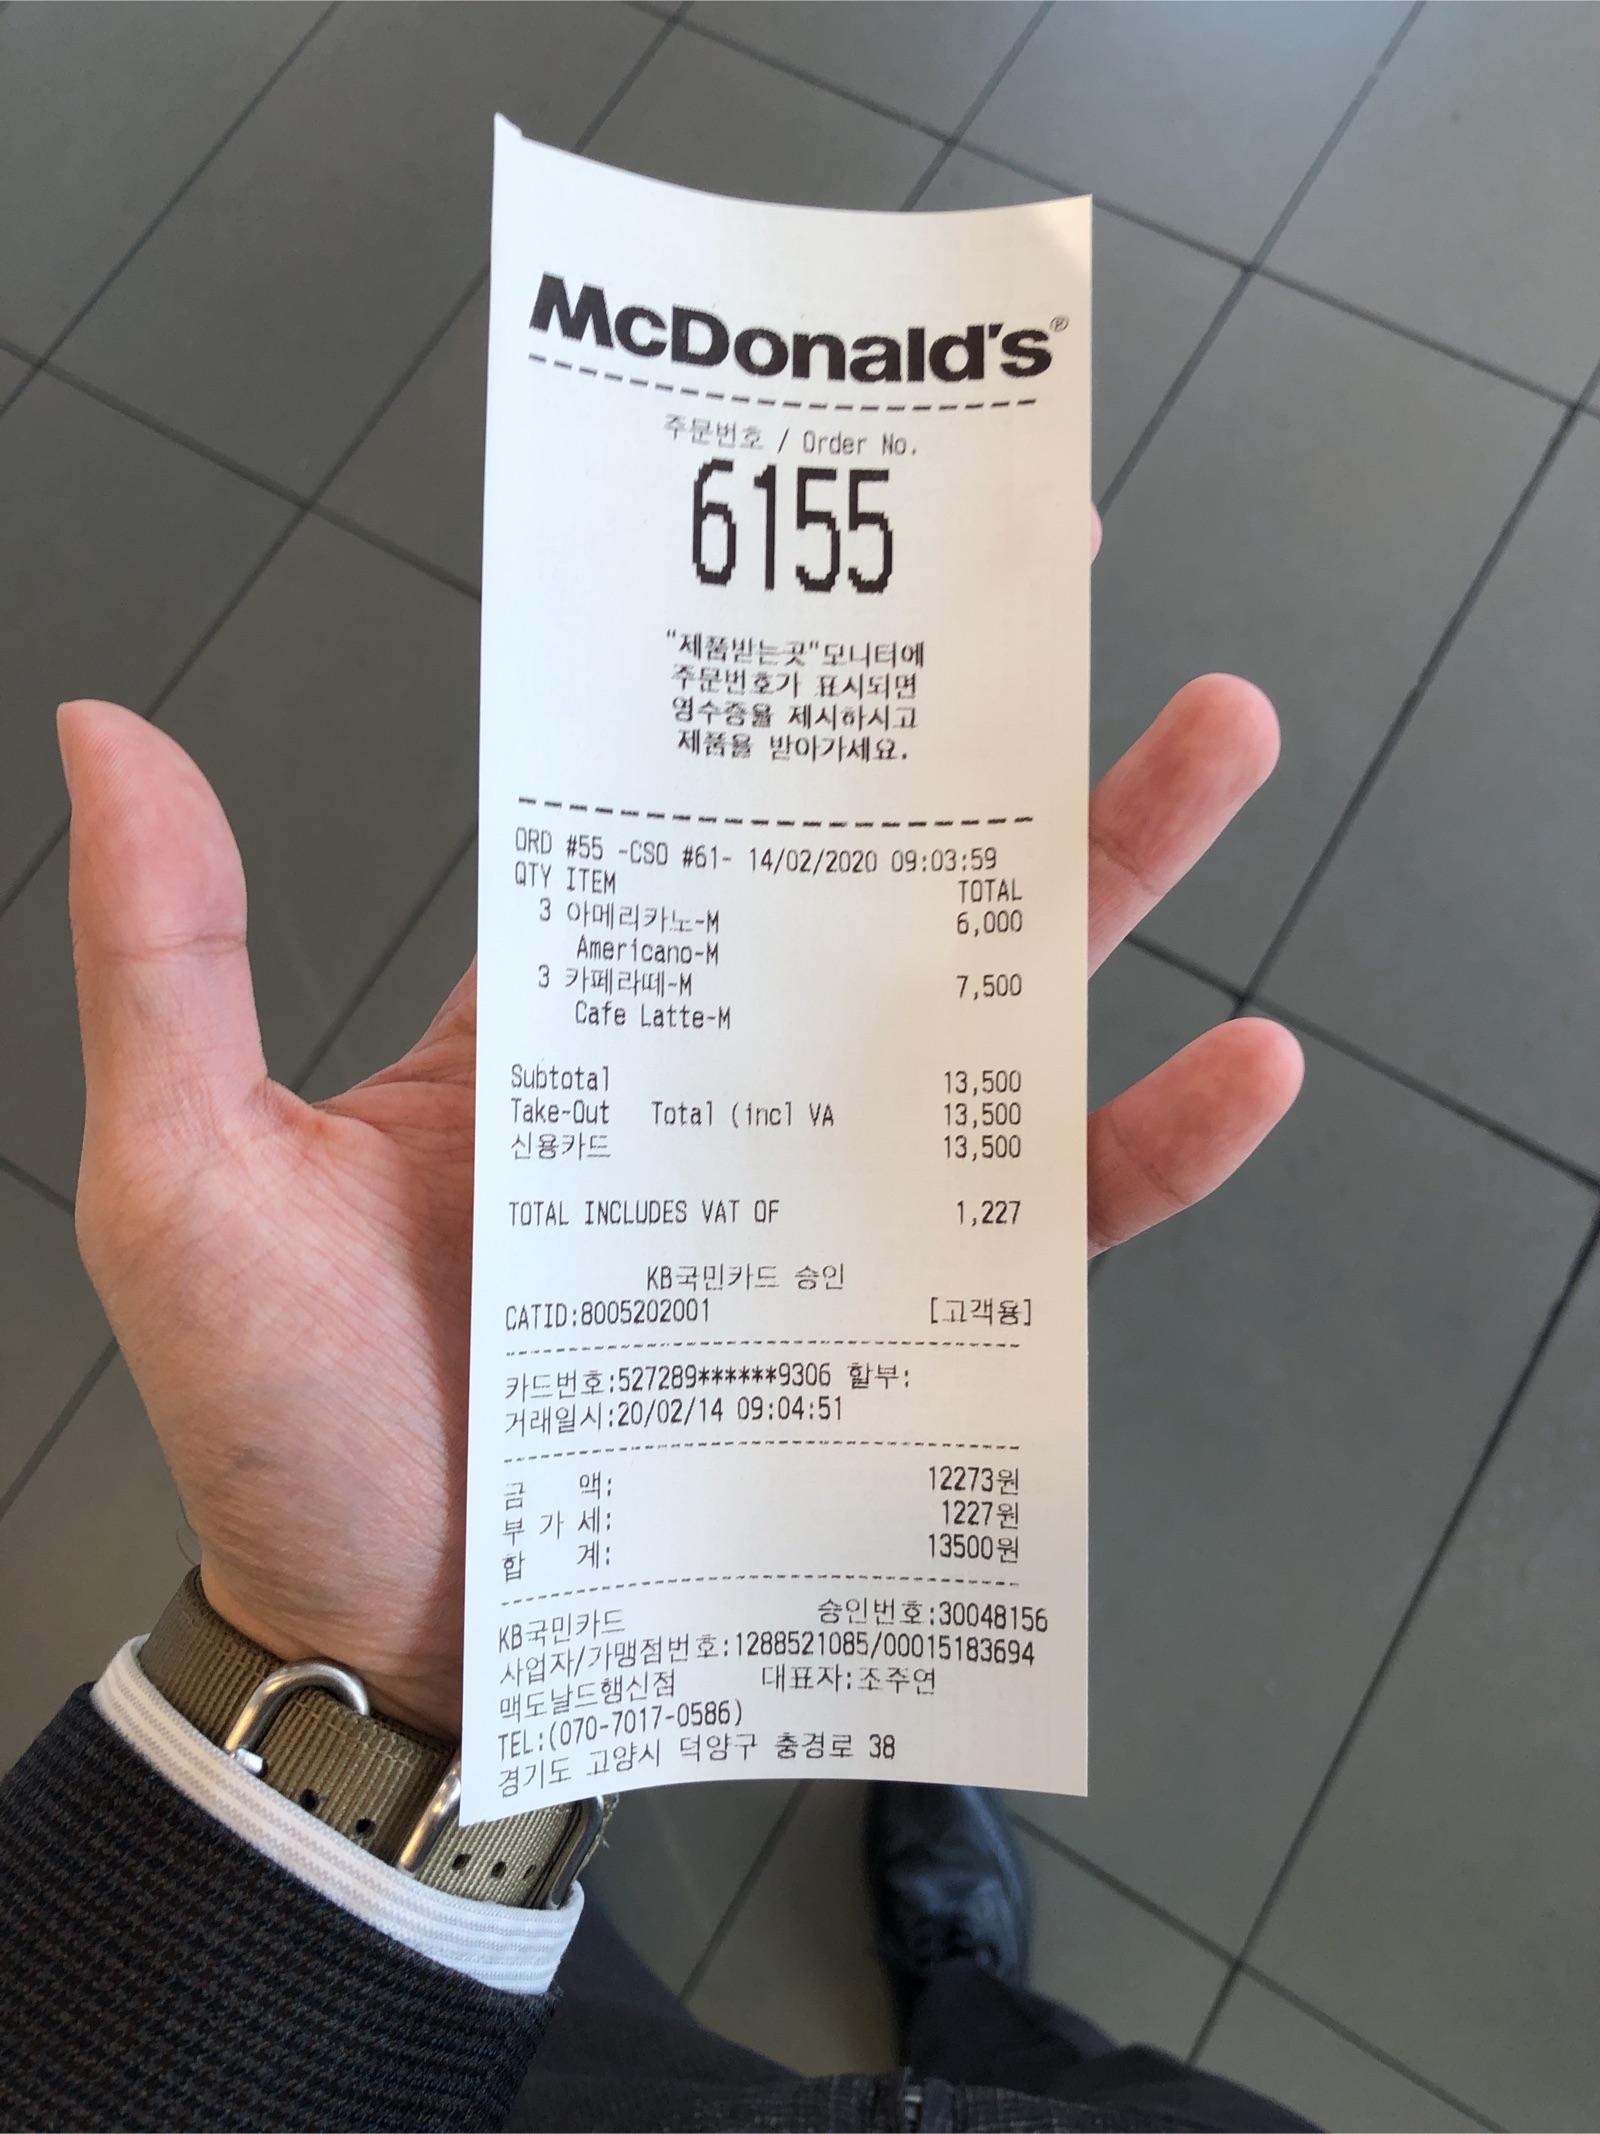 McDonald's®
주문번호 / Order No.
6155
"제품받는곳"모니터에
주문번호가 표시되면
영수증을 제시하시고
제품을 받아가세요.
ORD #55 -CSO #61- 14/02/2020 09:03:59
QTY ITEM TOTAL
3 아메리카노-M 6,000
Americano-M
3 카페라떼-M 7,500
Cafe Latte-M
Subtotal 13,500
Take-Out Total (incl VA 13,500
신용카드 13,500
TOTAL INCLUDES VAT OF 1,227
KB국민카드 승인
CATID:8005202001 [고객용]
카드번호:527289******9306 할부:
거래일시:20/02/14 09:04:51
금 액: 12273원
부 가 세: 1227원
합 계: 13500원
KB국민카드 승인번호:30048156
사업자/가맹점번호:1288521085/00015183694
맥도날드행신점 대표자:조주연
TEL:(070-7017-0586)
경기도 고양시 덕양구 충경로 38